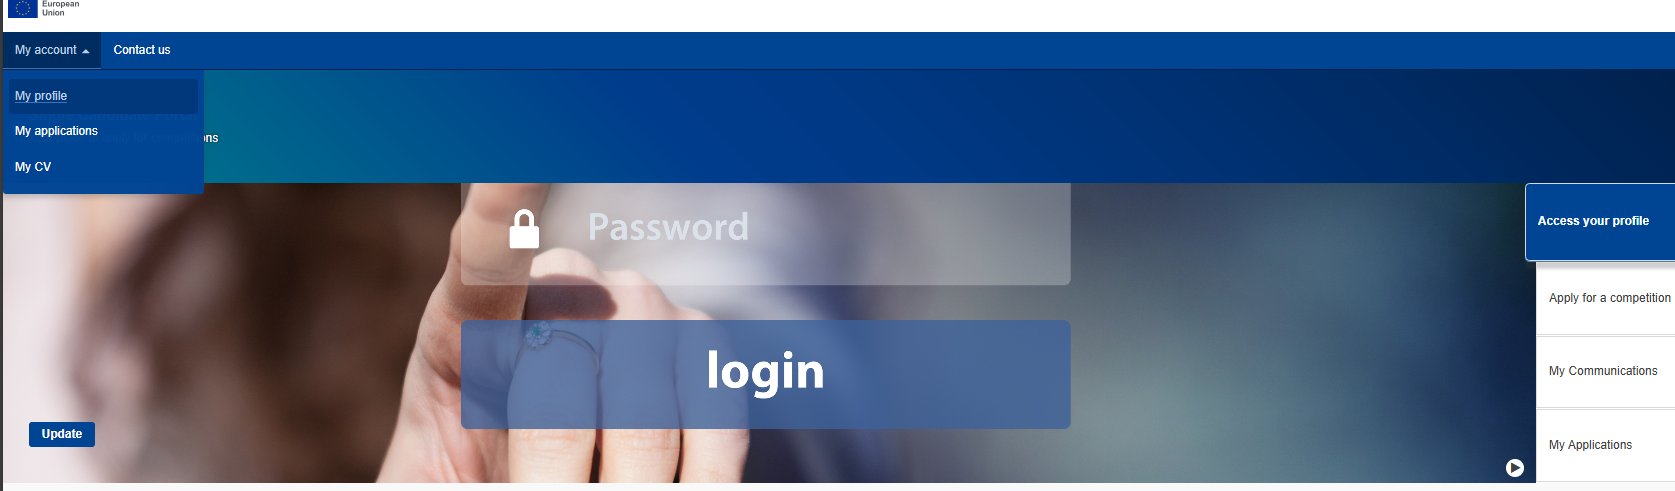 European
Union
My account
Contact us
My profile
My applications
My CV
ons
Password
login
Update
Access your profile
Apply for a competition
My Communications
My Applications